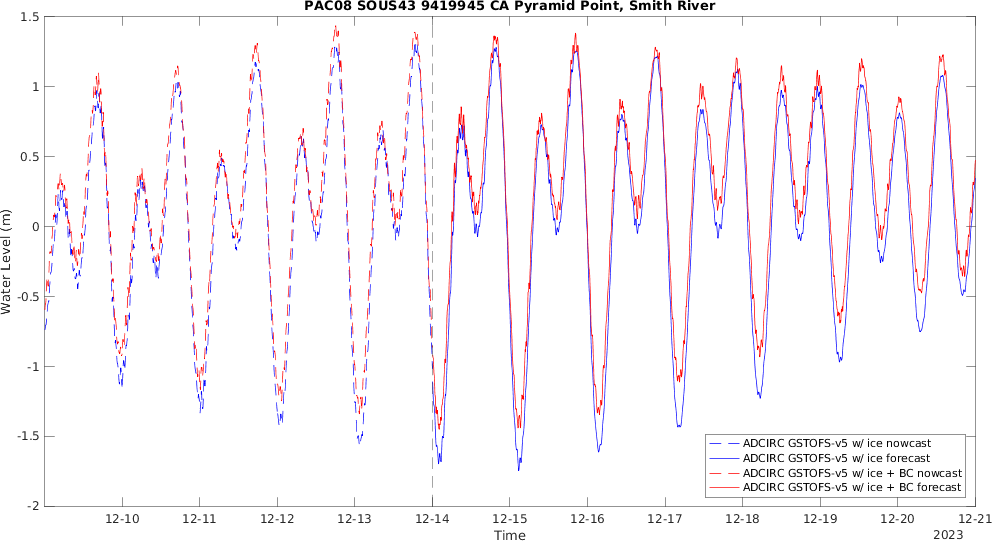 PAC08 SOUS43 9419945 CA Pyramid Point, Smith River
1.5
1
0.5
0
-0.5
-1
-1.5
-2
Water Level (m)
12-10 12-11 12-12 12-13 12-14 12-15 12-16 12-17 12-18 12-19 12-20 12-21
Time
2023
ADCIRC GSTOFS-v5 w/ ice nowcast
ADCIRC GSTOFS-v5 w/ ice forecast
ADCIRC GSTOFS-v5 w/ ice + BC nowcast
ADCIRC GSTOFS-v5 w/ ice + BC forecast